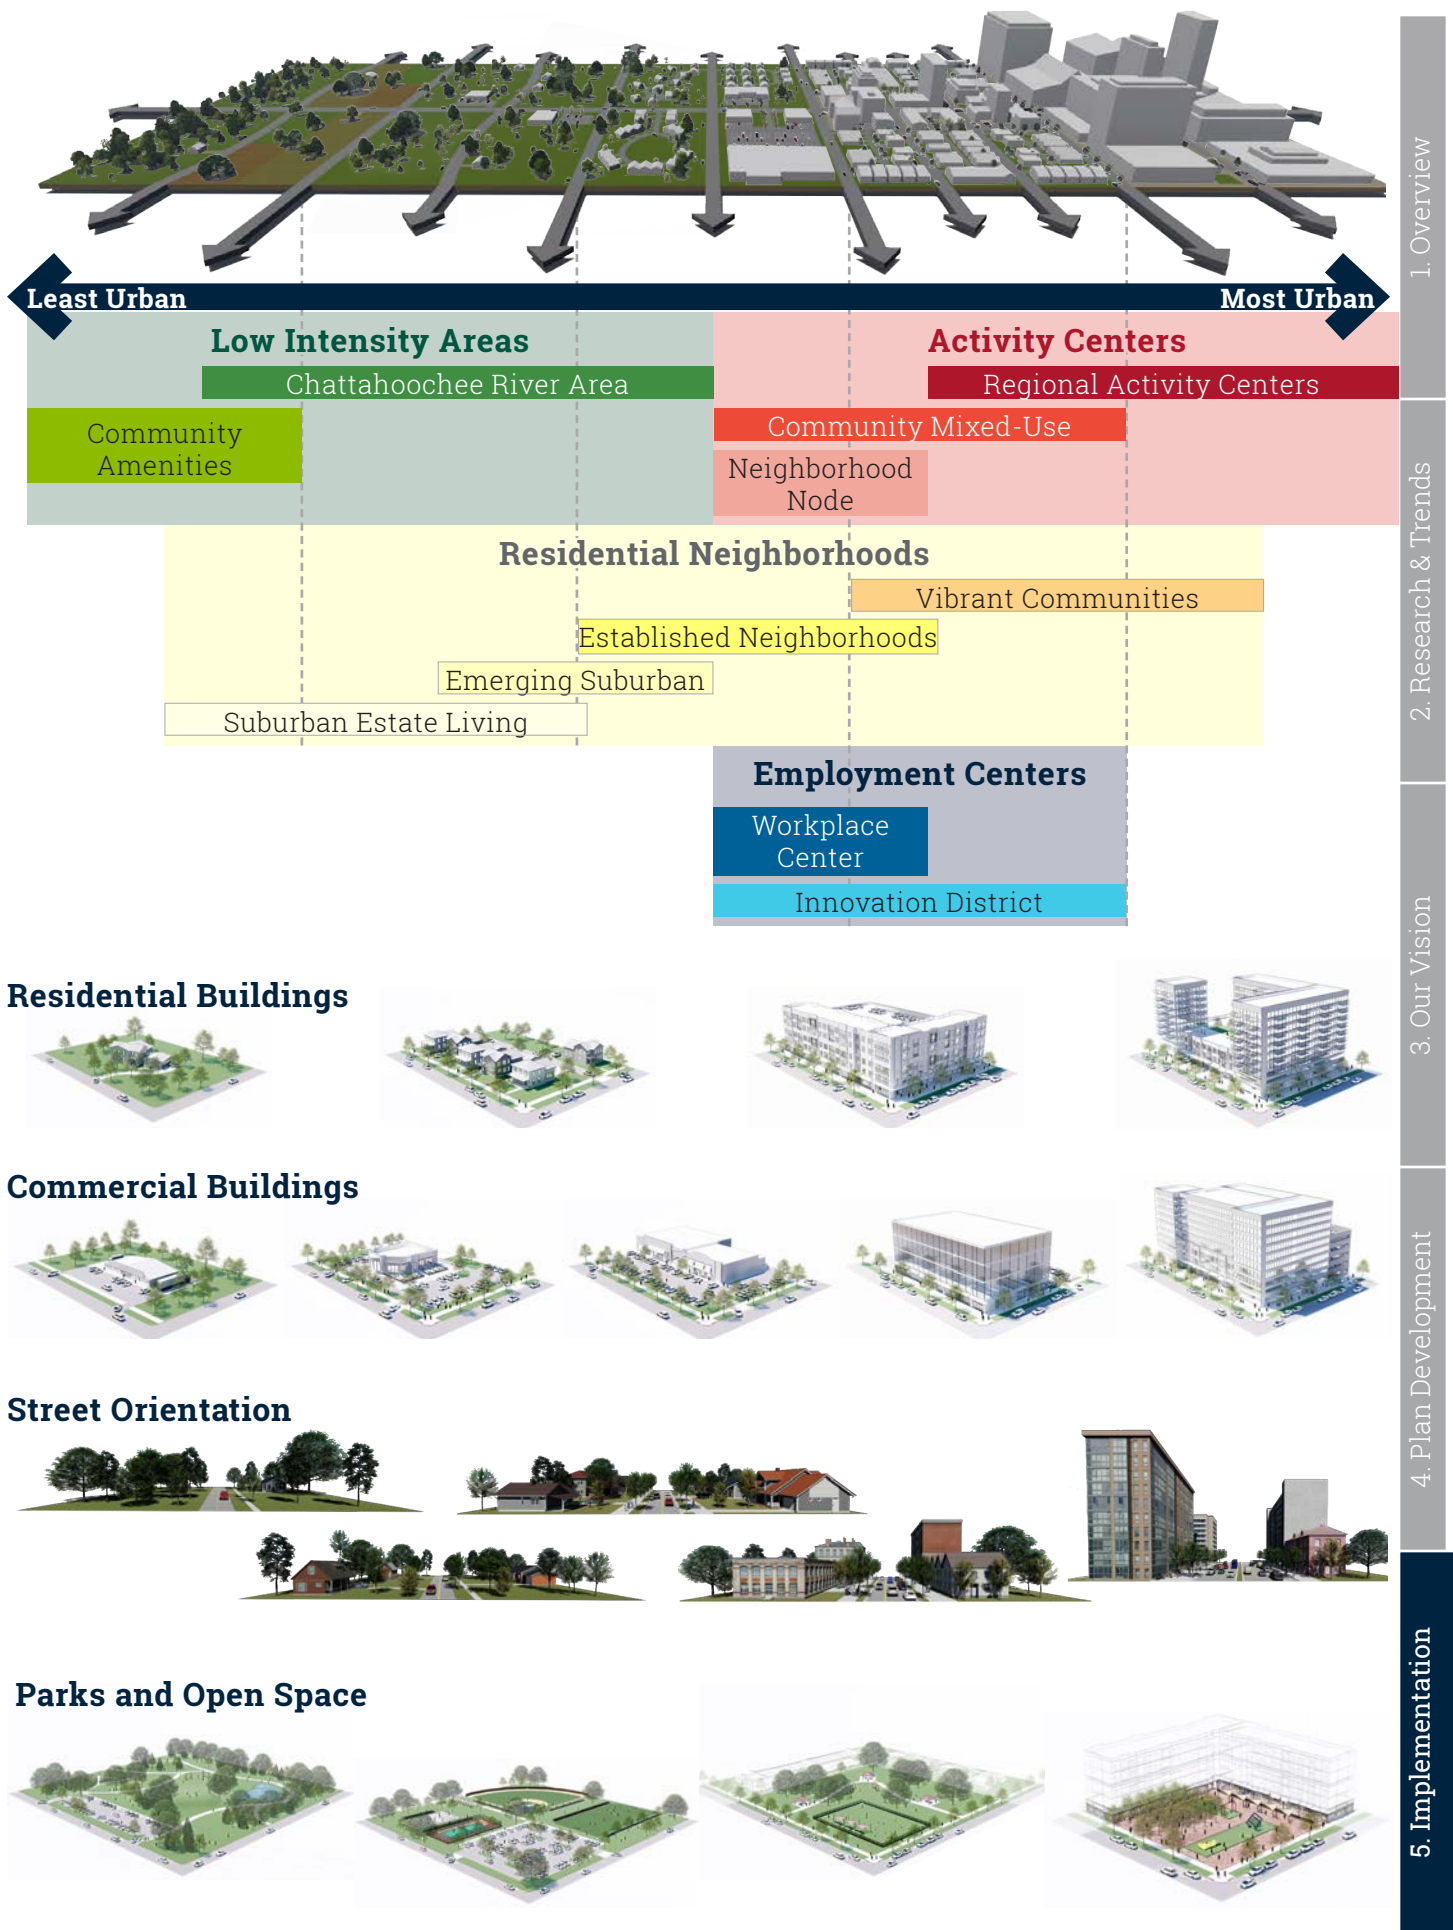 Least Urban
Most Urban
Low Intensity Areas
Activity Centers
Chattahoochee River Area
Regional Activity Centers
Community
Amenities
Community Mixed-Use
Neighborhood
Node
Residential Neighborhoods
Vibrant Communities
Established Neighborhoods
Emerging Suburban
Suburban Estate Living
Employment Centers
Workplace
Center
Innovation District
Residential Buildings
Commercial Buildings
Street Orientation
Parks and Open Space
1. Overview
2. Research & Trends
3. Our Vision
4. Plan Development
5. Implementation